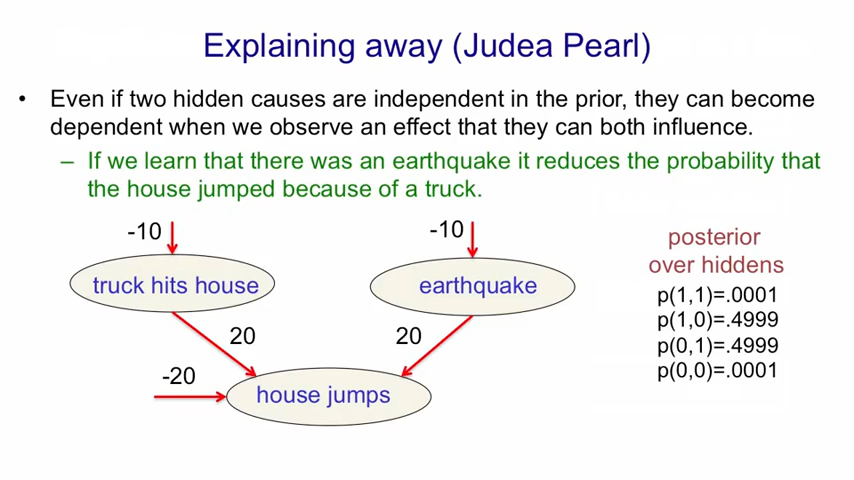 Explaining away (Judea Pearl)
• Even if two hidden causes are independent in the prior, they can become
dependent when we observe an effect that they can both influence.
– If we learn that there was an earthquake it reduces the probability that
the house jumped because of a truck.
-10
-10
posterior
over hiddens
truck hits house
earthquake
p(1,1)=.0001
p(1,0)=.4999
p(0,1)=.4999
p(0,0)=.0001
20
20
-20
house jumps